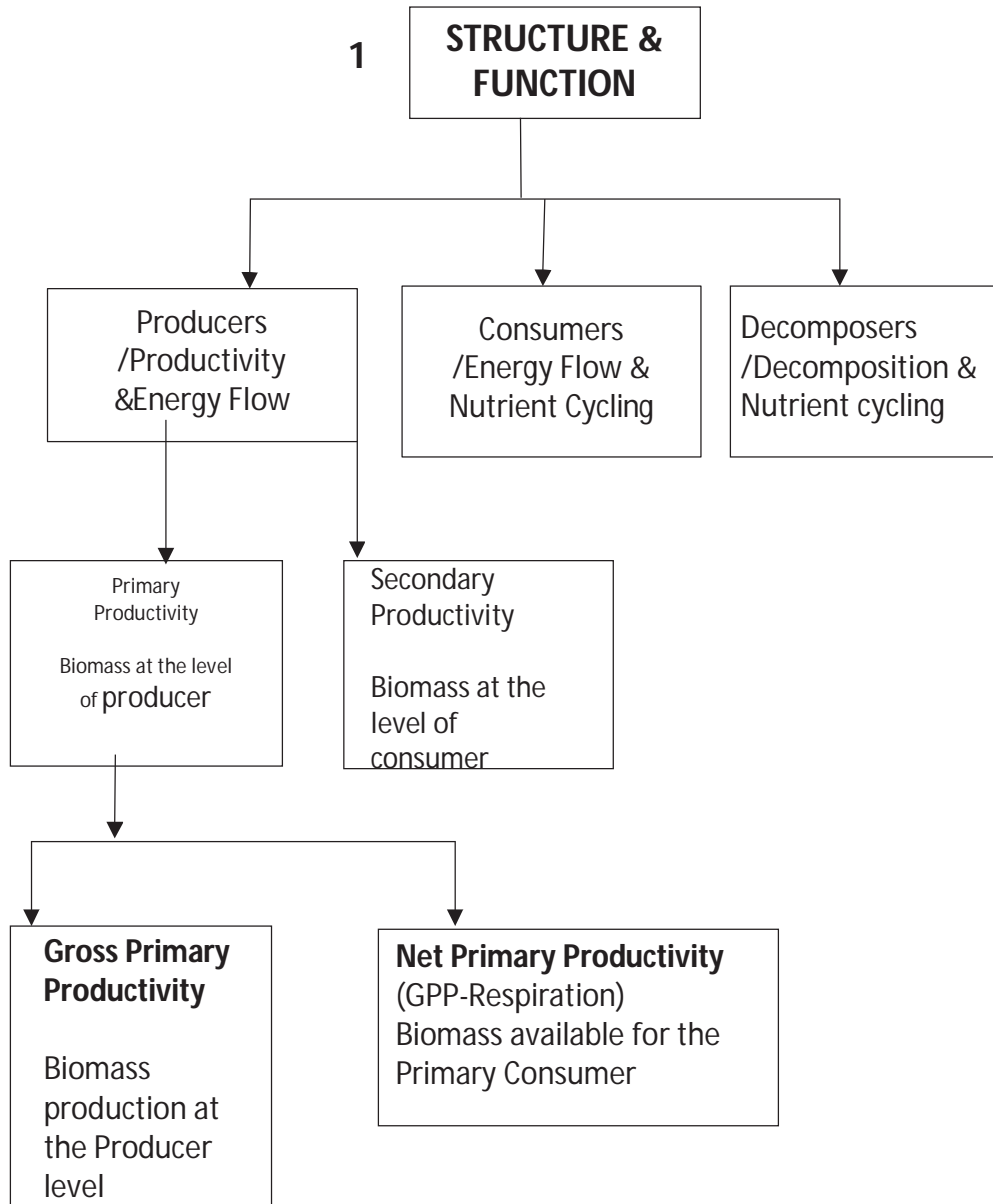 1
STRUCTURE &
FUNCTION
Producers
/Productivity
&Energy Flow
Consumers
/Energy Flow &
Nutrient Cycling
Decomposers
/Decomposition &
Nutrient cycling
Primary
Productivity
Biomass at the level
of producer
Secondary
Productivity
Biomass at the
level of
consumer
Gross Primary
Productivity
Biomass
production at
the Producer
level
Net Primary Productivity
(GPP-Respiration)
Biomass available for the
Primary Consumer